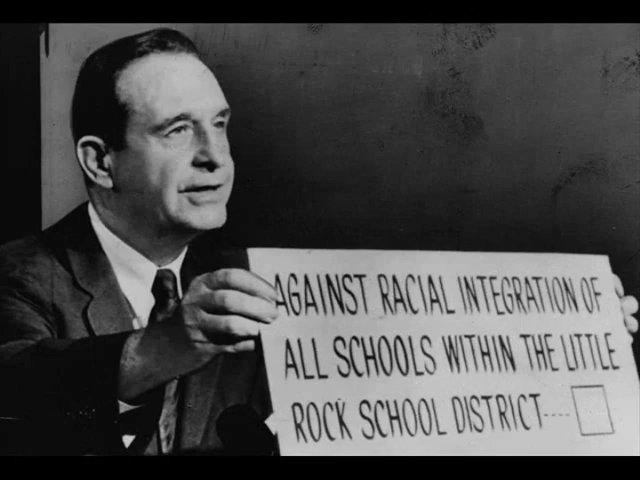 AGAINST RACIAL INTEGRATION OF
ALL SCHOOLS WITHIN THE LITTLE
ROCK SCHOOL DISTRICT----